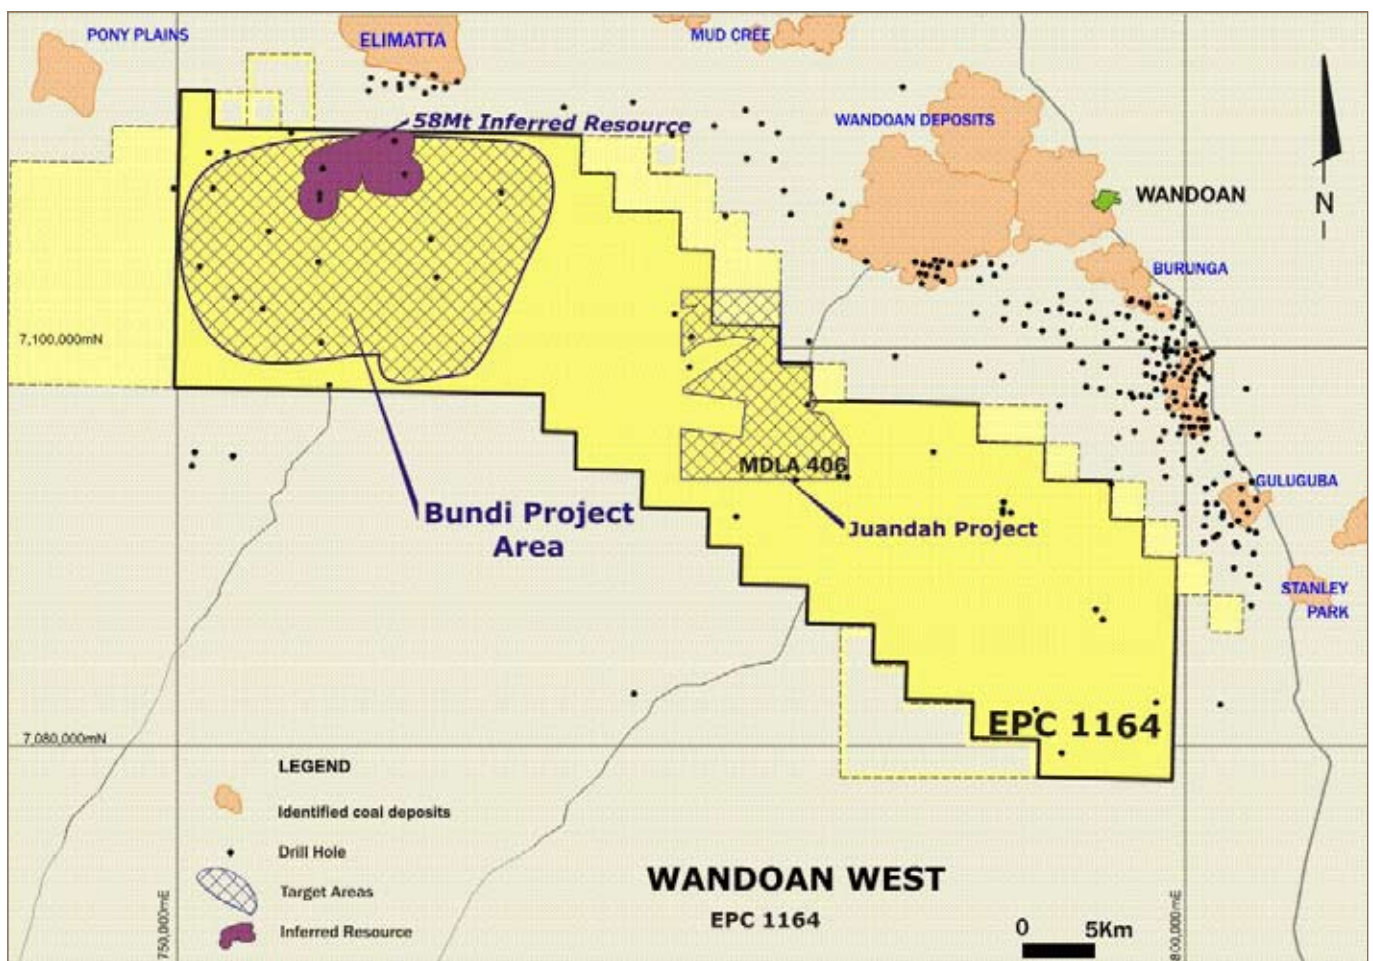 PONY PLAINS
ELIMATTA
MUD CREE
58Mt Inferred Resource
WANDOAN DEPOSITS
WANDOAN
N
BURUNGA
7,100,000mN
MDLA 406
GULUGUBA
Bundi Project
Area
Juandah Project
STANLEY
PARK
EPC 1164
7,080,000mN
LEGEND
Identified coal deposits
Drill Hole
Target Areas
Inferred Resource
WANDOAN WEST
EPC 1164
0 5Km
750,000mE
800,000mE